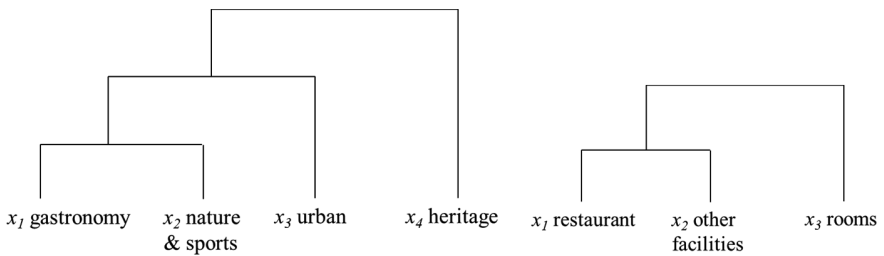 x1 gastronomy
x2 nature
& sports
x3 urban
x4 heritage
x1 restaurant
x2 other
facilities
x3 rooms